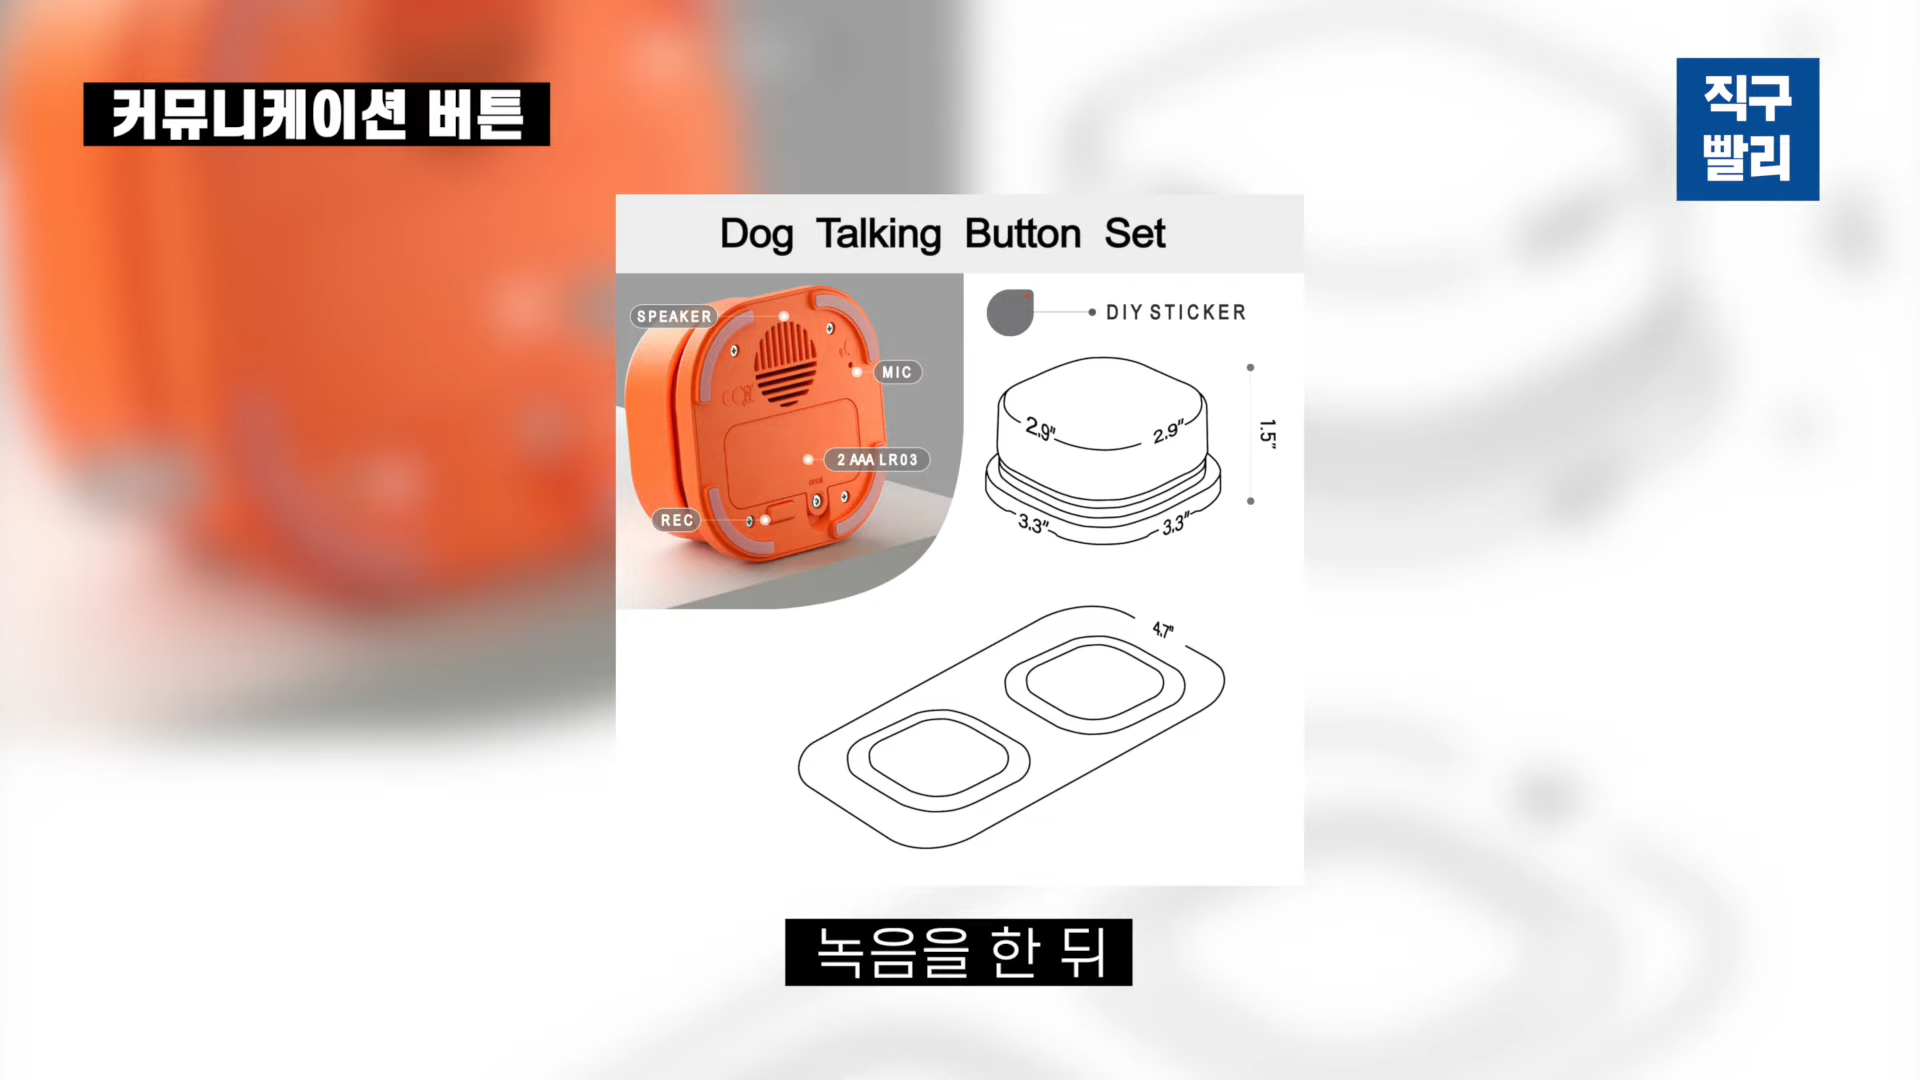 커뮤니케이션 버튼
직구
빨리
Dog Talking Button Set
SPEAKER
MIC
2 AAA LR03
REC
DIY STICKER
2.9"
2.9"
1.5"
3.3"
3.3"
4.7"
녹음을 한 뒤